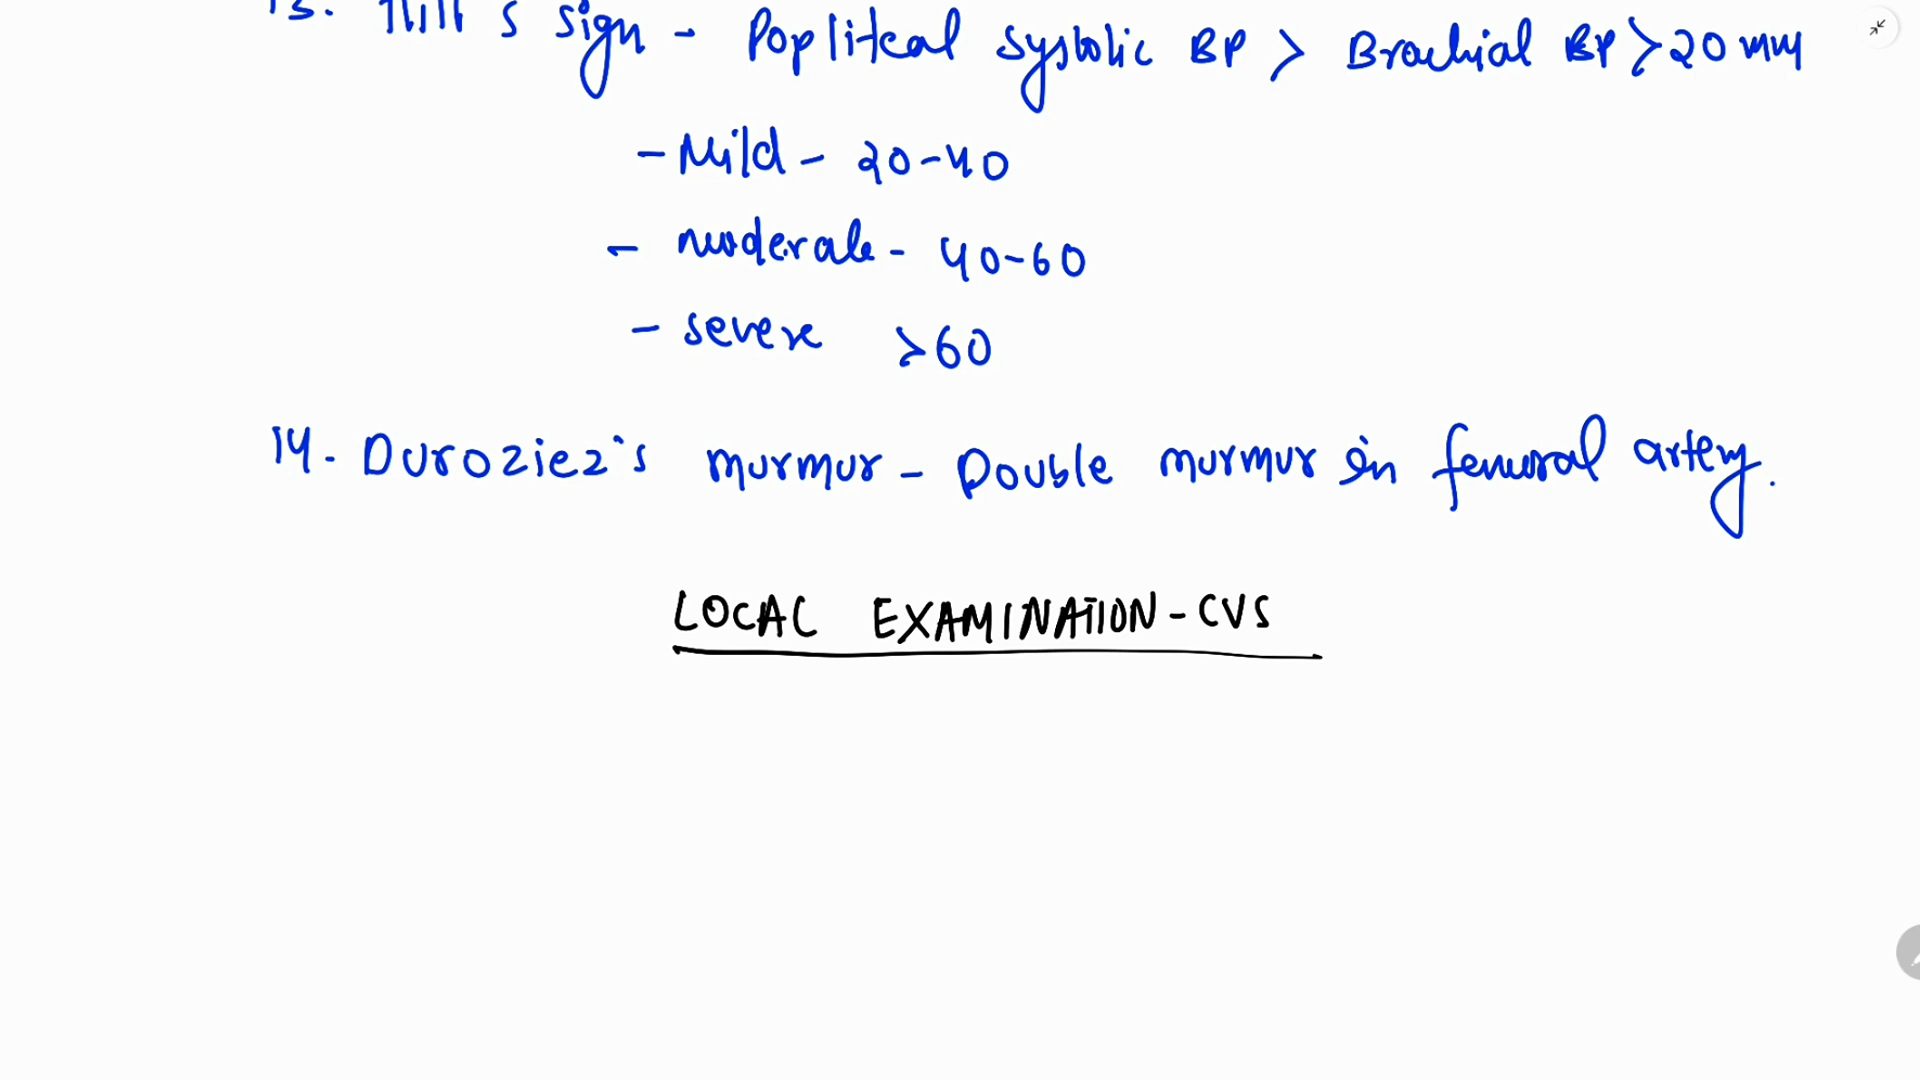 13. Hill's sign - Popliteal systolic BP > Brachial BP > 20 mm
- Mild - 20-40
- moderate - 40-60
- severe >60
14. Duroziez's murmur - Double murmur in femoral artery.
LOCAL EXAMINATION - CVS